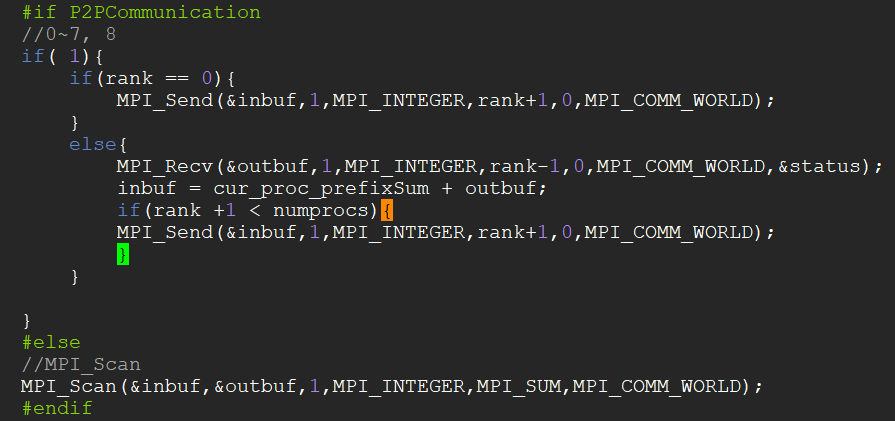 #if P2PCommunication
//0~7, 8
if( 1){
    if(rank == 0){
        MPI_Send(&inbuf,1,MPI_INTEGER,rank+1,0,MPI_COMM_WORLD);
    }
    else{
        MPI_Recv(&outbuf,1,MPI_INTEGER,rank-1,0,MPI_COMM_WORLD,&status);
        inbuf = cur_proc_prefixSum + outbuf;
        if(rank +1 < numprocs){
        MPI_Send(&inbuf,1,MPI_INTEGER,rank+1,0,MPI_COMM_WORLD);
        }
    }

}
#else
//MPI_Scan
MPI_Scan(&inbuf,&outbuf,1,MPI_INTEGER,MPI_SUM,MPI_COMM_WORLD);
#endif